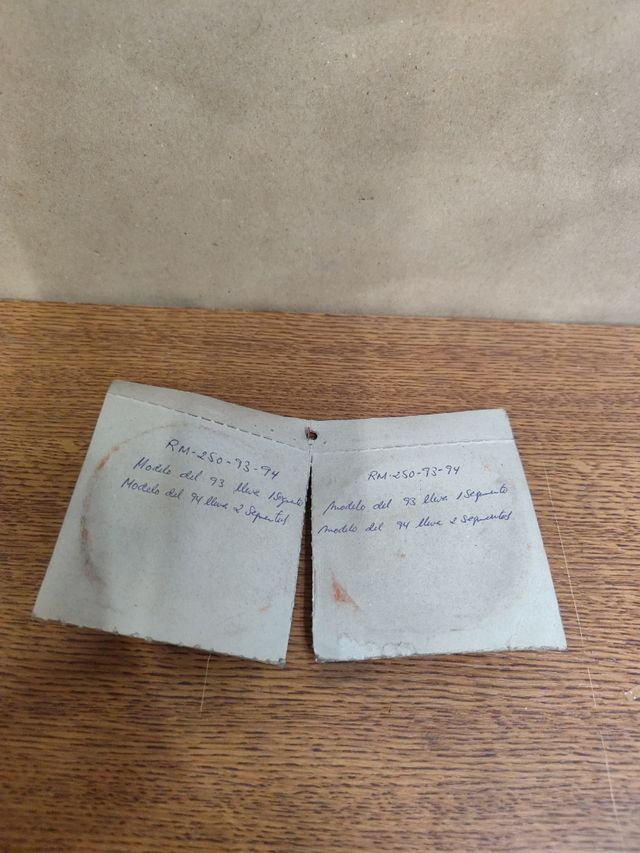 RM-250-93-94
Modelo del 93 lleva 1 Segmento
Modelo del 94 lleva 2 Segmentos
RM-250-93-94
modelo del 93 lleva 1 Segmento
modelo del 94 lleva 2 Segmentos